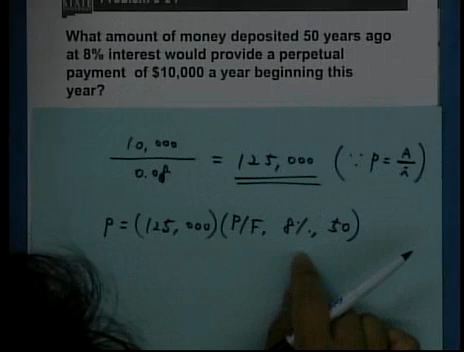 What amount of money deposited 50 years ago
at 8% interest would provide a perpetual
payment of $10,000 a year beginning this
year?
10,000
0.08
= 125,000 (∵ P = A/i)
P = (125,000)(P/F, 8%, 50)